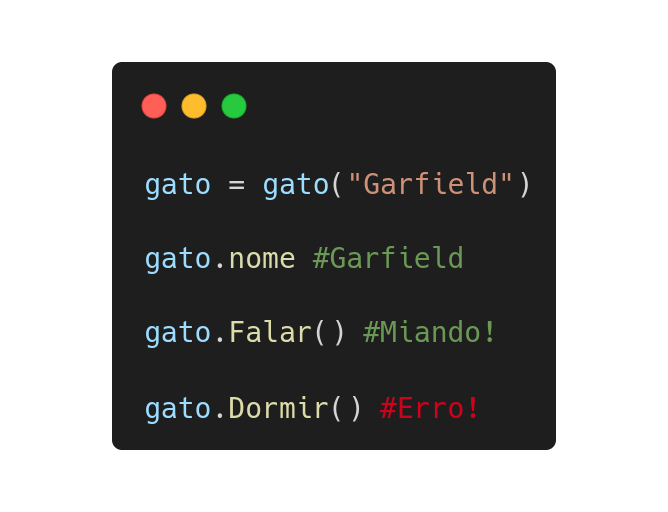 gato = gato("Garfield")
gato.nome #Garfield
gato.Falar() #Miando!
gato.Dormir() #Erro!